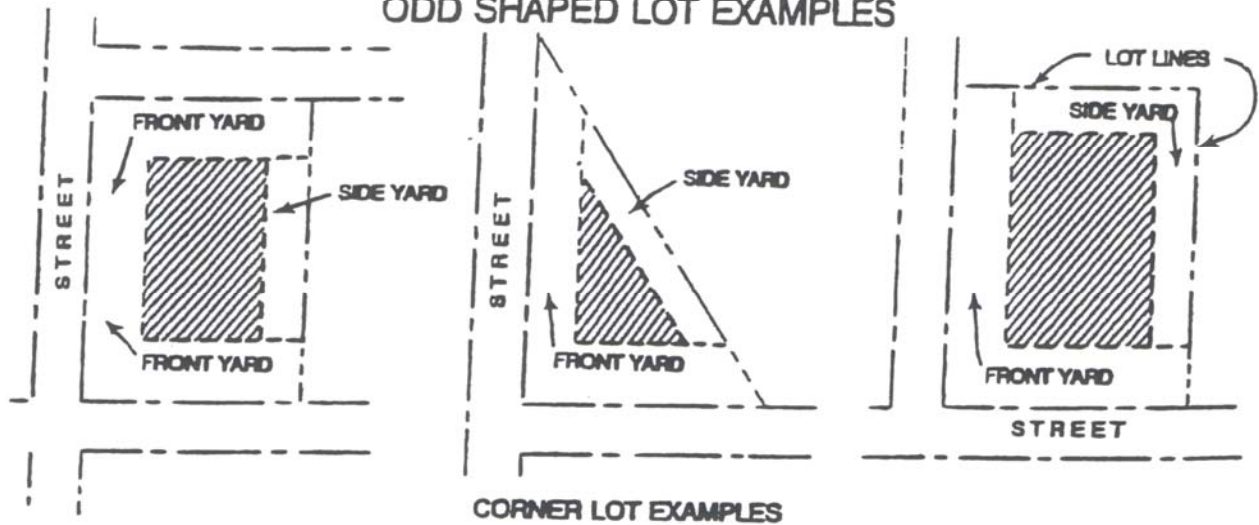 ODD SHAPED LOT EXAMPLES
LOT LINES
FRONT YARD
SIDE YARD
SIDE YARD
SIDE YARD
STREET
STREET
FRONT YARD
FRONT YARD
FRONT YARD
STREET
CORNER LOT EXAMPLES